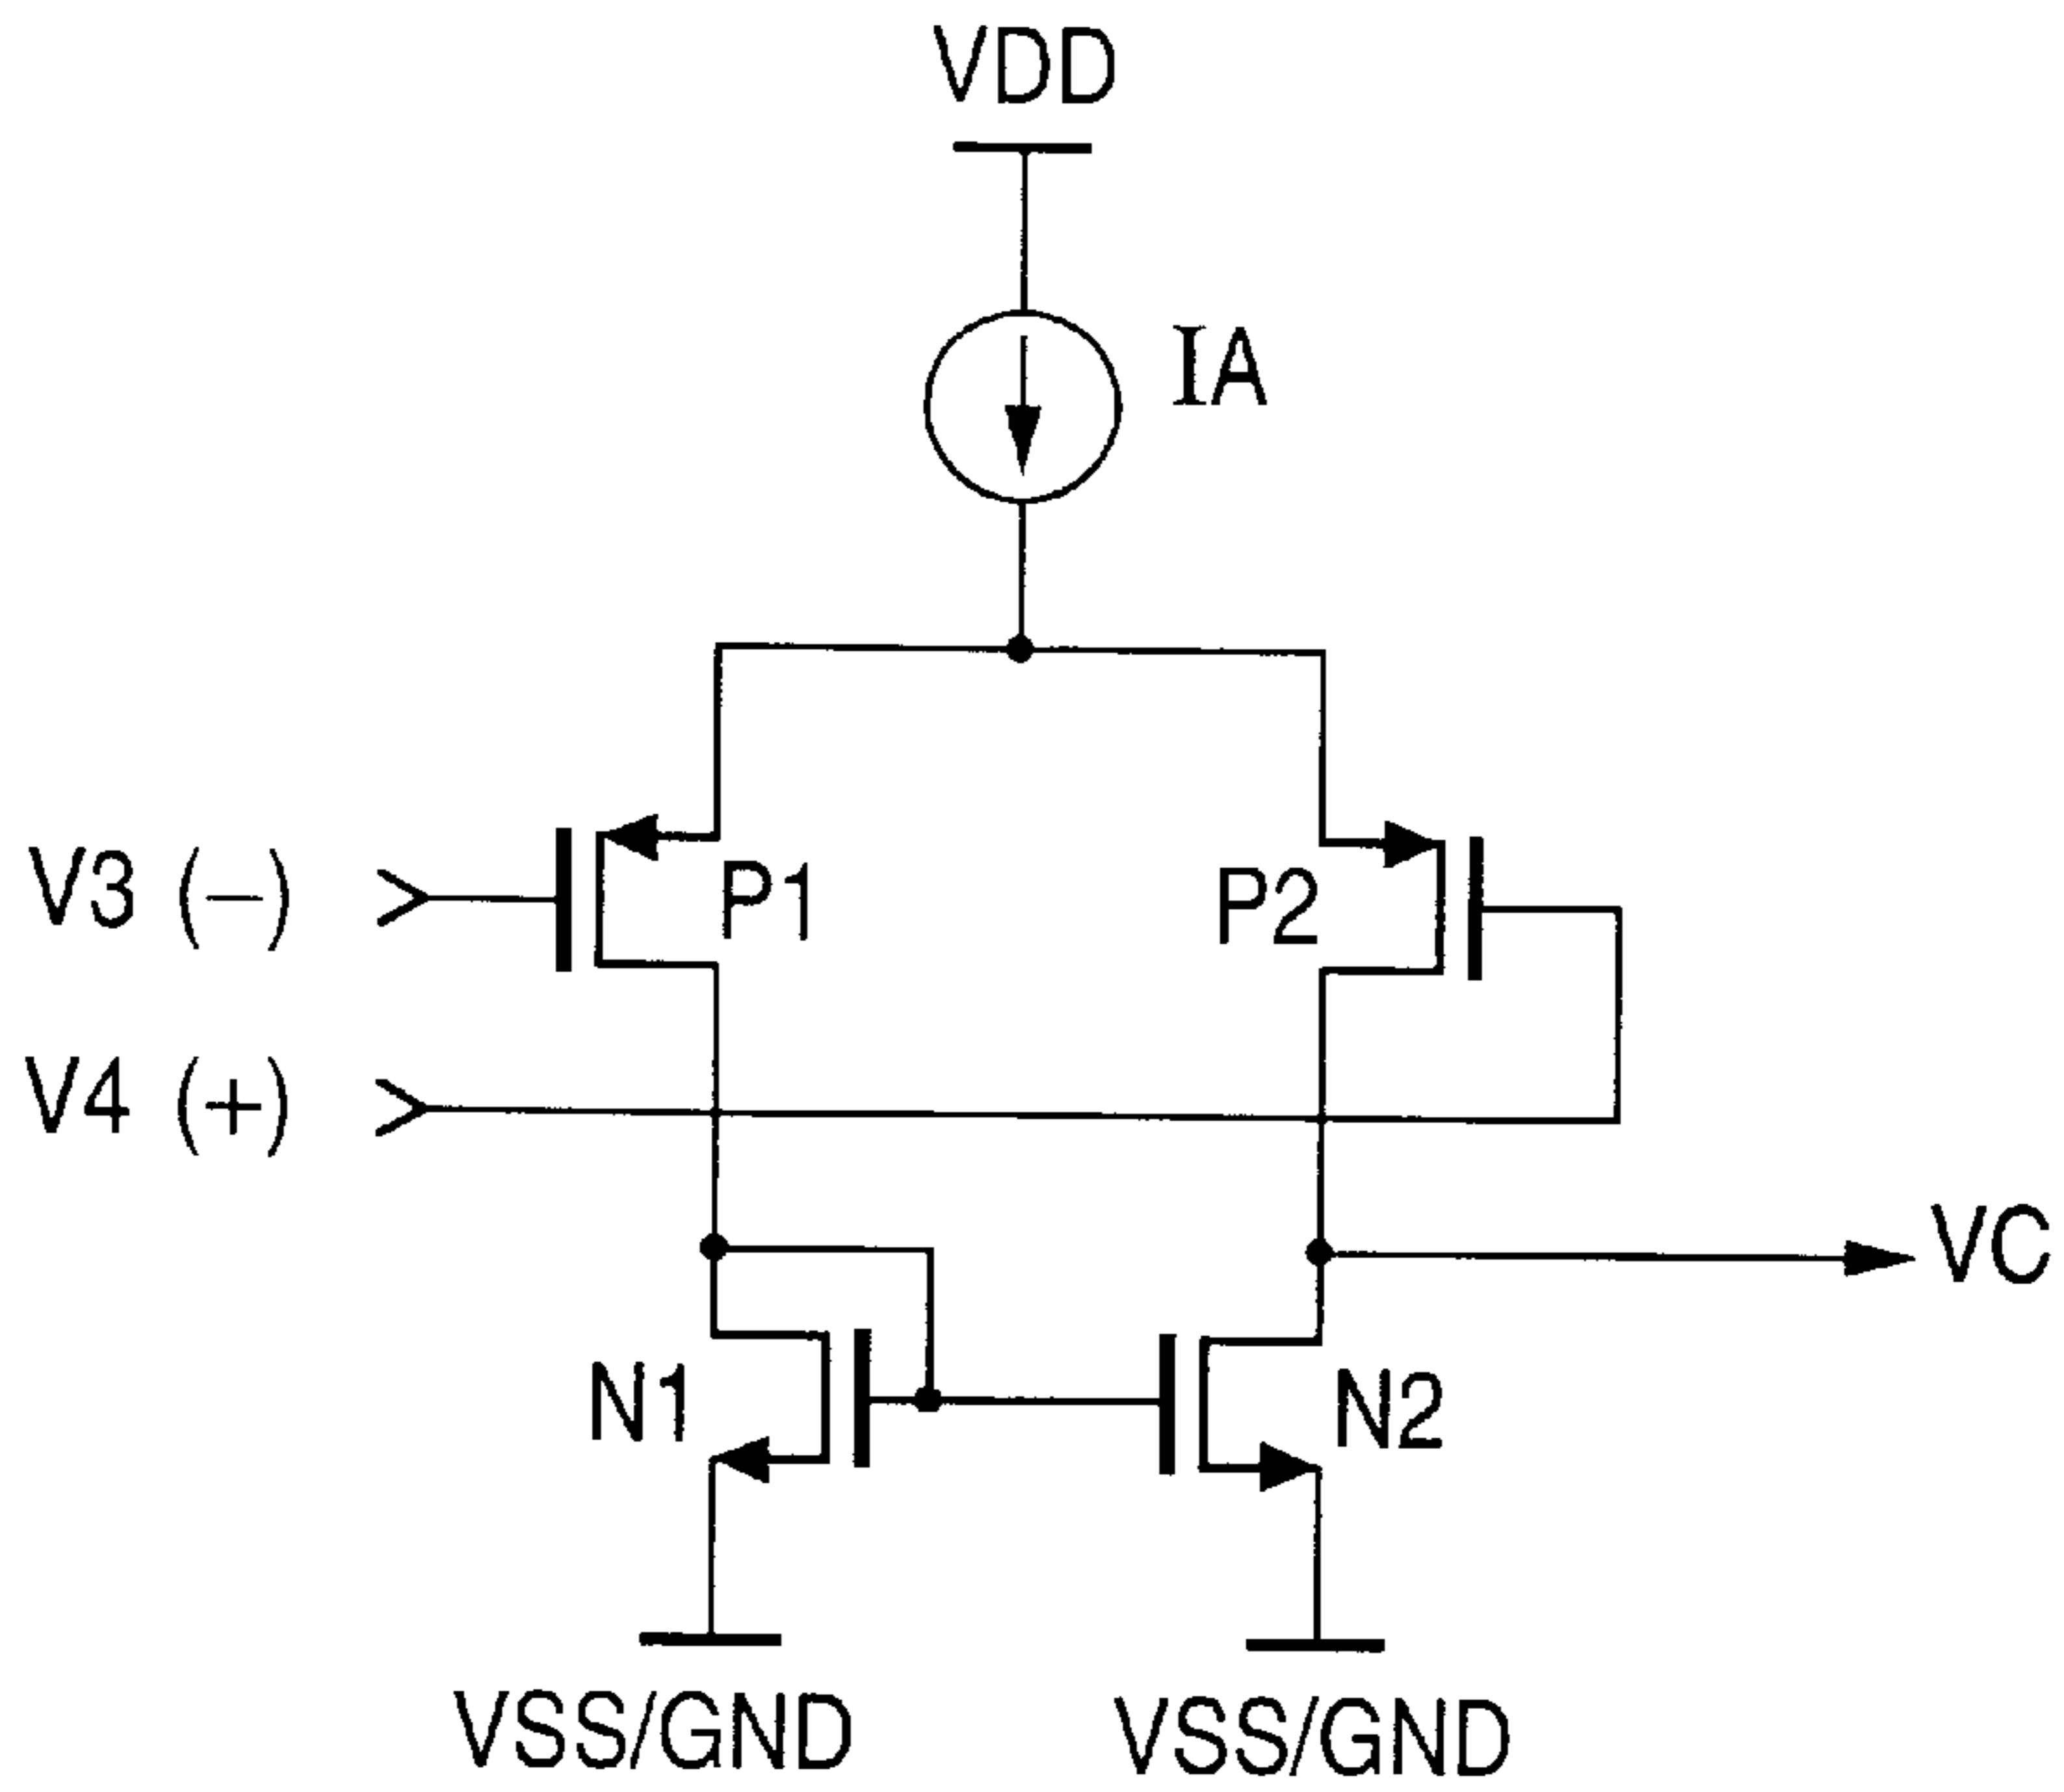 VDD
IA
V3 (−)
P1
P2
V4 (+)
VC
N1
N2
VSS/GND
VSS/GND